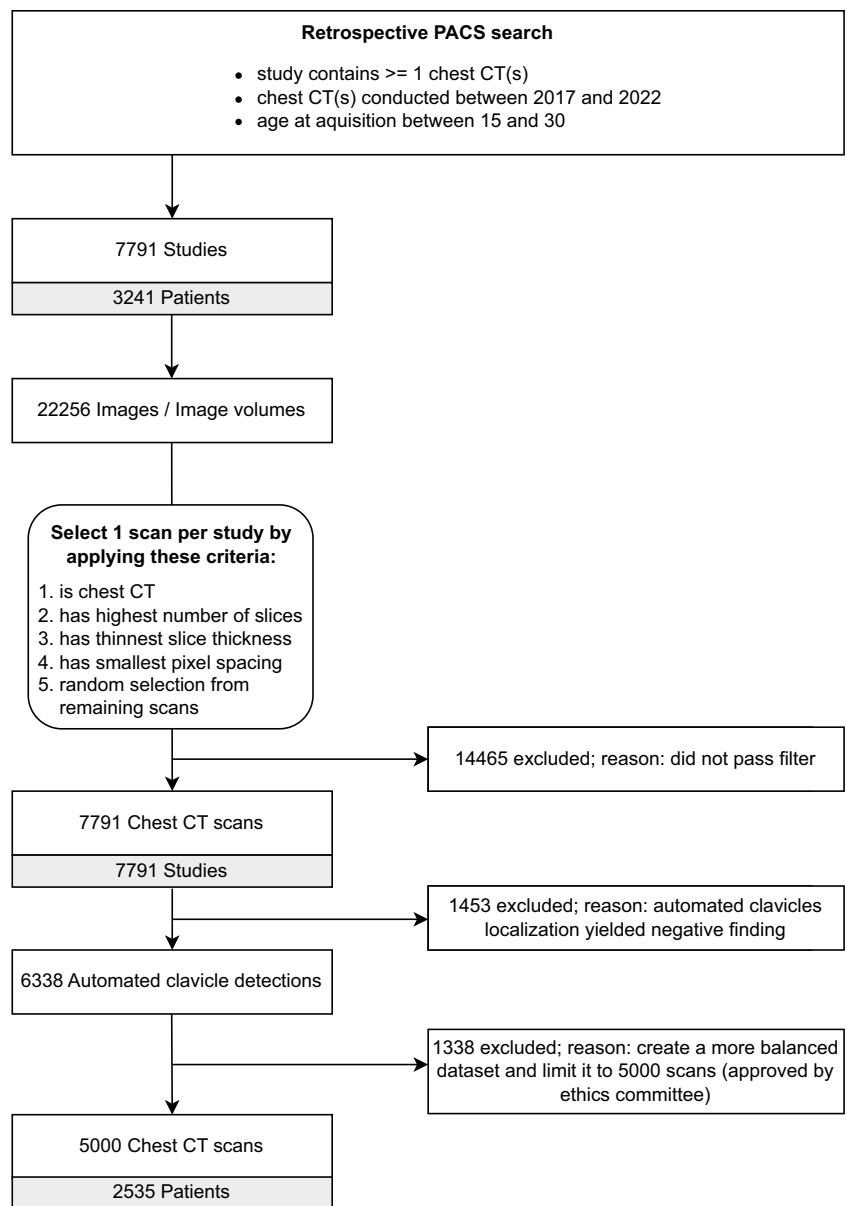 Retrospective PACS search
• study contains >= 1 chest CT(s)
• chest CT(s) conducted between 2017 and 2022
• age at aquisition between 15 and 30
7791 Studies
3241 Patients
22256 Images / Image volumes
Select 1 scan per study by
applying these criteria:
1. is chest CT
2. has highest number of slices
3. has thinnest slice thickness
4. has smallest pixel spacing
5. random selection from
remaining scans
14465 excluded; reason: did not pass filter
7791 Chest CT scans
7791 Studies
1453 excluded; reason: automated clavicles
localization yielded negative finding
6338 Automated clavicle detections
1338 excluded; reason: create a more balanced
dataset and limit it to 5000 scans (approved by
ethics committee)
5000 Chest CT scans
2535 Patients